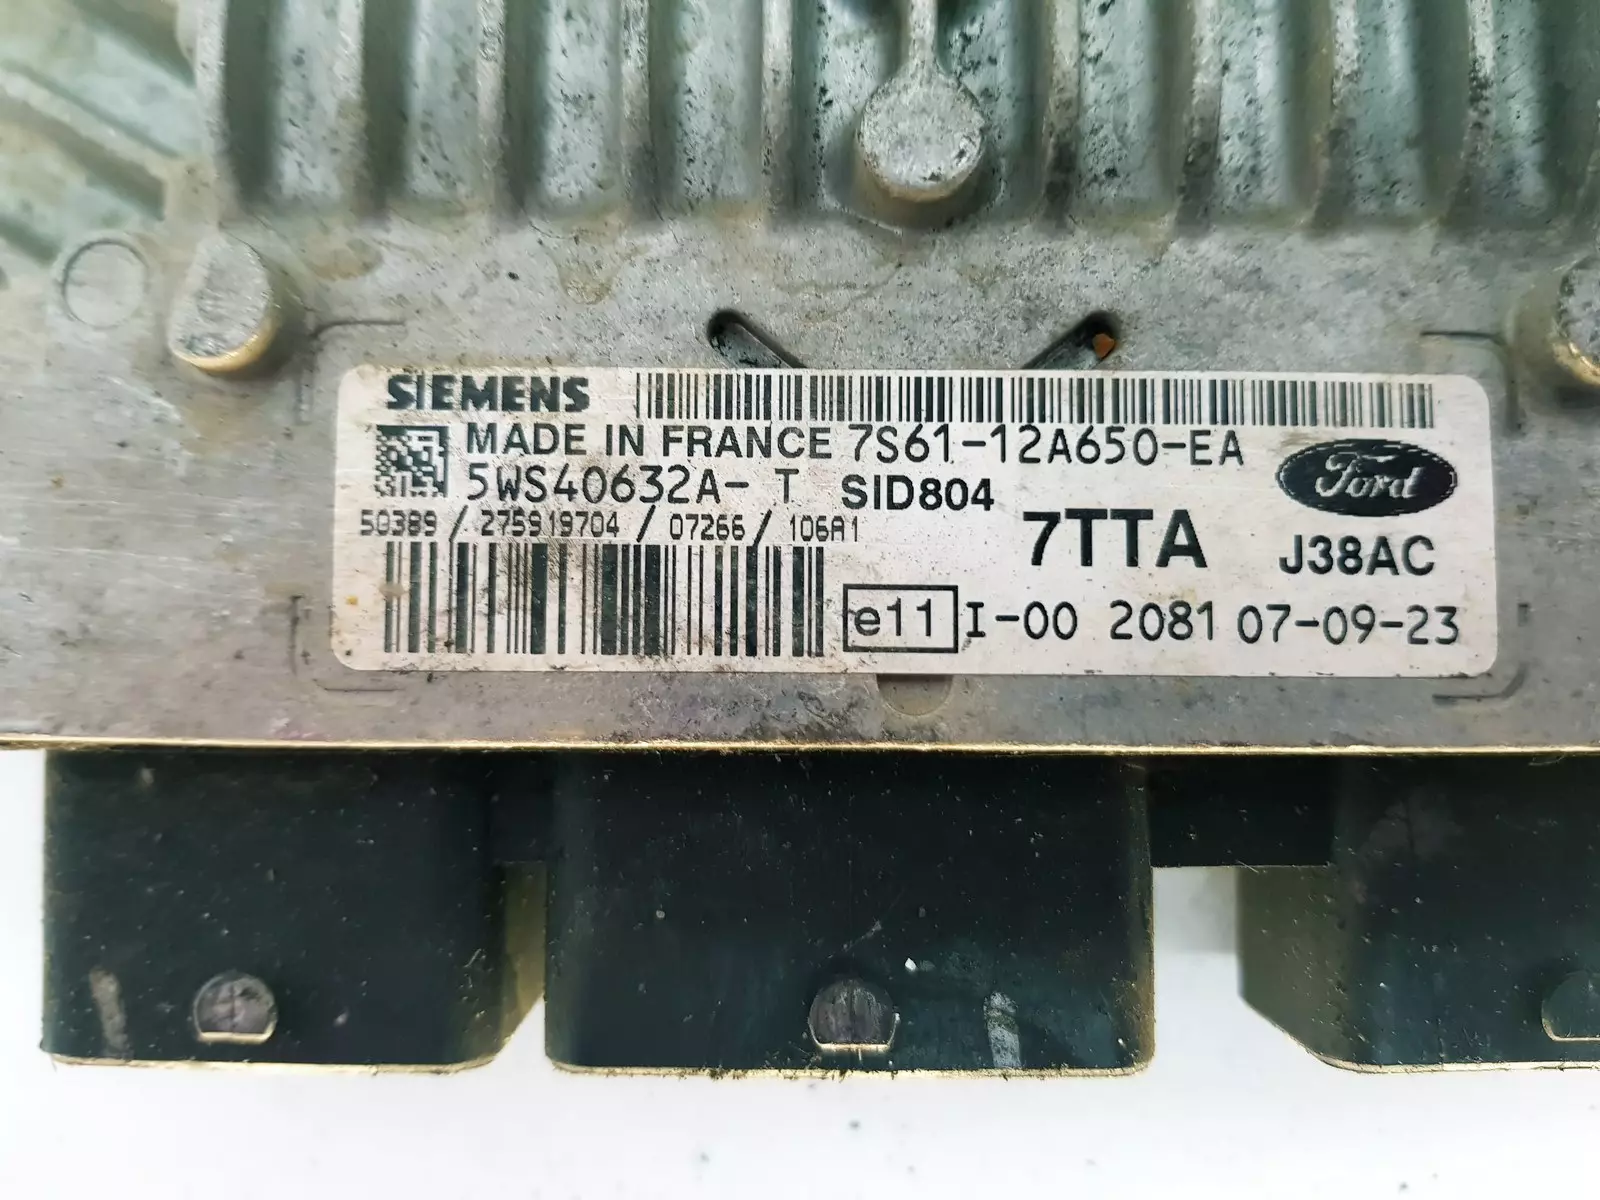 SIEMENS
MADE IN FRANCE 7S61-12A650-EA
5WS40632A- T SID804
Ford
50389 / 275919704 / 07266 / 106A1
7TTA J38AC
e11 I-00 2081 07-09-23